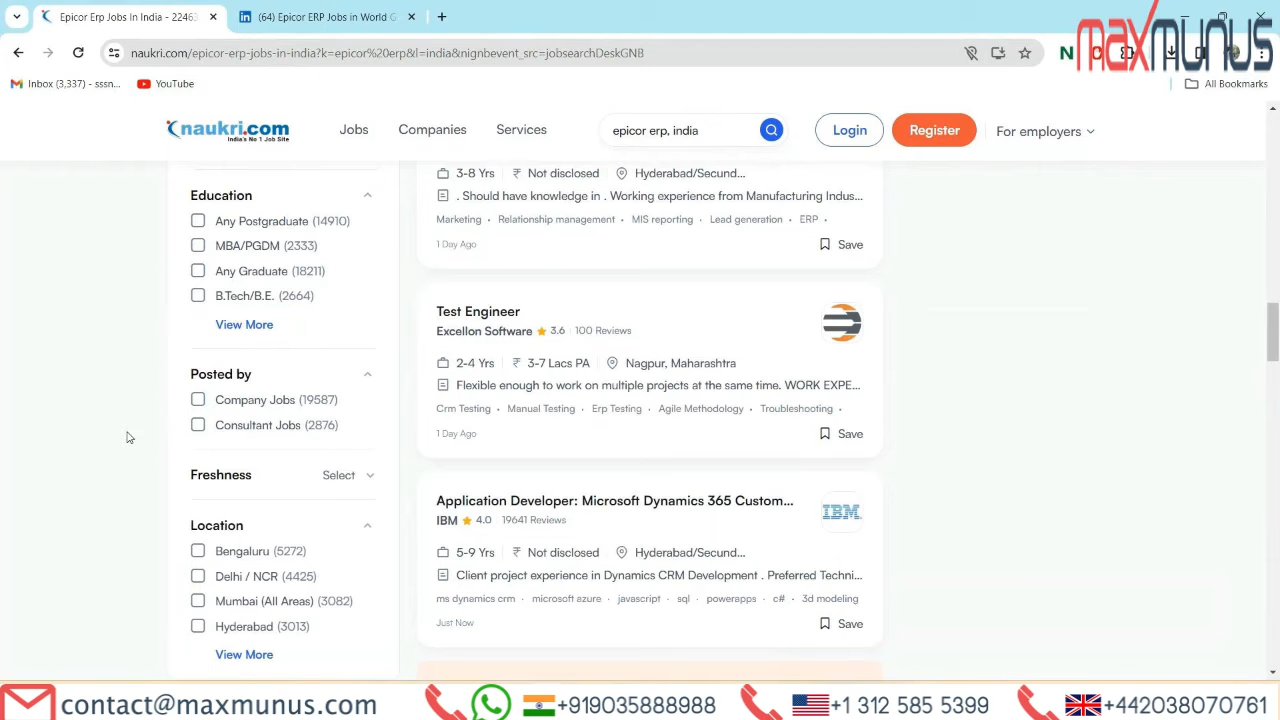 Epicor Erp Jobs In India - 22463
(64) Epicor ERP Jobs in World G
maxmunus
naukri.com/epicor-erp-jobs-in-india?k=epicor%20erp&l=india&nignbevent_src=jobsearchDeskGN8
Inbox (3,337) - sssn...
YouTube
All Bookmarks
naukri.com
India's No 1 Job Site
Jobs
Companies
Services
epicor erp, india
Login
Register
For employers
Education
Any Postgraduate (14910)
MBA/PGDM (2333)
Any Graduate (18211)
B.Tech/B.E. (2664)
View More
Posted by
Company Jobs (19587)
Consultant Jobs (2876)
Freshness Select
Location
Bengaluru (5272)
Delhi / NCR (4425)
Mumbai (All Areas) (3082)
Hyderabad (3013)
View More
3-8 Yrs ₹ Not disclosed Hyderabad/Secund...
. Should have knowledge in . Working experience from Manufacturing Indus...
Marketing · Relationship management · MIS reporting · Lead generation · ERP ·
1 Day Ago Save
Test Engineer
Excellon Software 3.6 100 Reviews
2-4 Yrs ₹ 3-7 Lacs PA Nagpur, Maharashtra
Flexible enough to work on multiple projects at the same time. WORK EXPE...
Crm Testing · Manual Testing · Erp Testing · Agile Methodology · Troubleshooting ·
1 Day Ago Save
Application Developer: Microsoft Dynamics 365 Custom...
IBM 4.0 19641 Reviews
IBM
5-9 Yrs ₹ Not disclosed Hyderabad/Secund...
Client project experience in Dynamics CRM Development . Preferred Techni...
ms dynamics crm · microsoft azure · javascript · sql · powerapps · c# · 3d modeling
Just Now Save
contact@maxmunus.com +919035888988 +1 312 585 5399 +442038070761